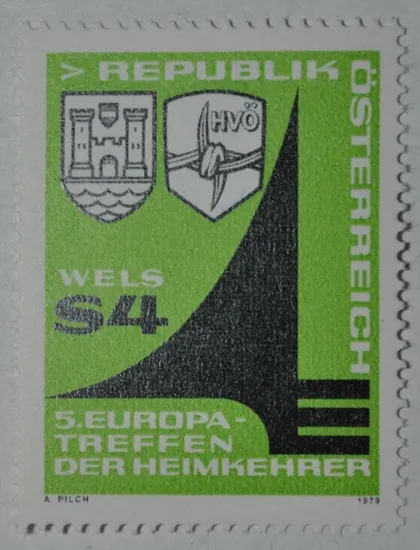 > REPUBLIK
ÖSTERREICH
HVÖ
WELS
S4
5.EUROPA-
TREFFEN
DER HEIMKEHRER
A. PILCH
1979